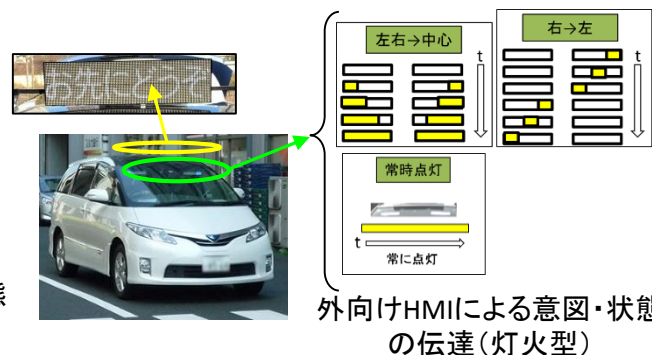 お先にどうぞ
左右→中心
t
右→左
t
常時点灯
t
常に点灯
態
外向けHMIによる意図・状態
の伝達(灯火型)